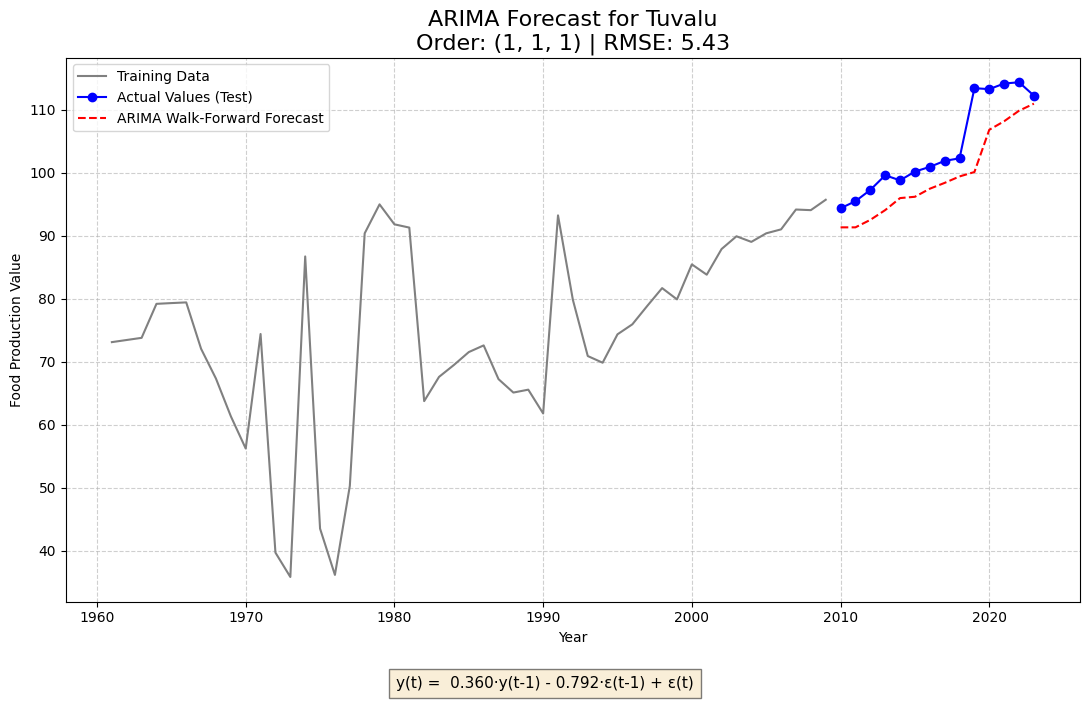 ARIMA Forecast for Tuvalu
Order: (1, 1, 1) | RMSE: 5.43
Training Data
Actual Values (Test)
ARIMA Walk-Forward Forecast
Food Production Value
110
100
90
80
70
60
50
40
1960
1970
1980
1990
2000
2010
2020
Year
y(t) = 0.360·y(t-1) - 0.792·ε(t-1) + ε(t)